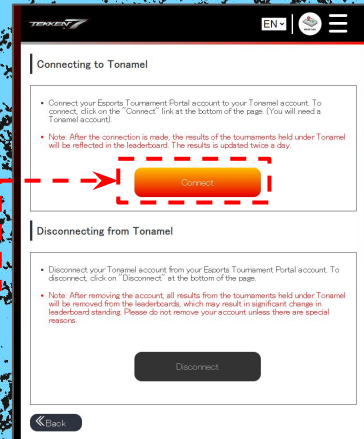 TEKKEN 7
EN
Connecting to Tonamel
• Connect your Esports Tournament Portal account to your Tonamel account. To
connect, click on the "Connect" link at the bottom of the page. (You will need a
Tonamel account).
• Note: After the connection is made, the results of the tournaments held under Tonamel
will be reflected in the leaderboard. The results is updated twice a day.
Connect
Disconnecting from Tonamel
• Disconnect your Tonamel account from your Esports Tournament Portal account. To
disconnect, click on "Disconnect" at the bottom of the page.
• Note: After removing the account, all results from the tournaments held under Tonamel
will be removed from the leaderboards, which may result in significant change in
leaderboard standing. Please do not remove your account unless there are special
reasons.
Disconnect
Back